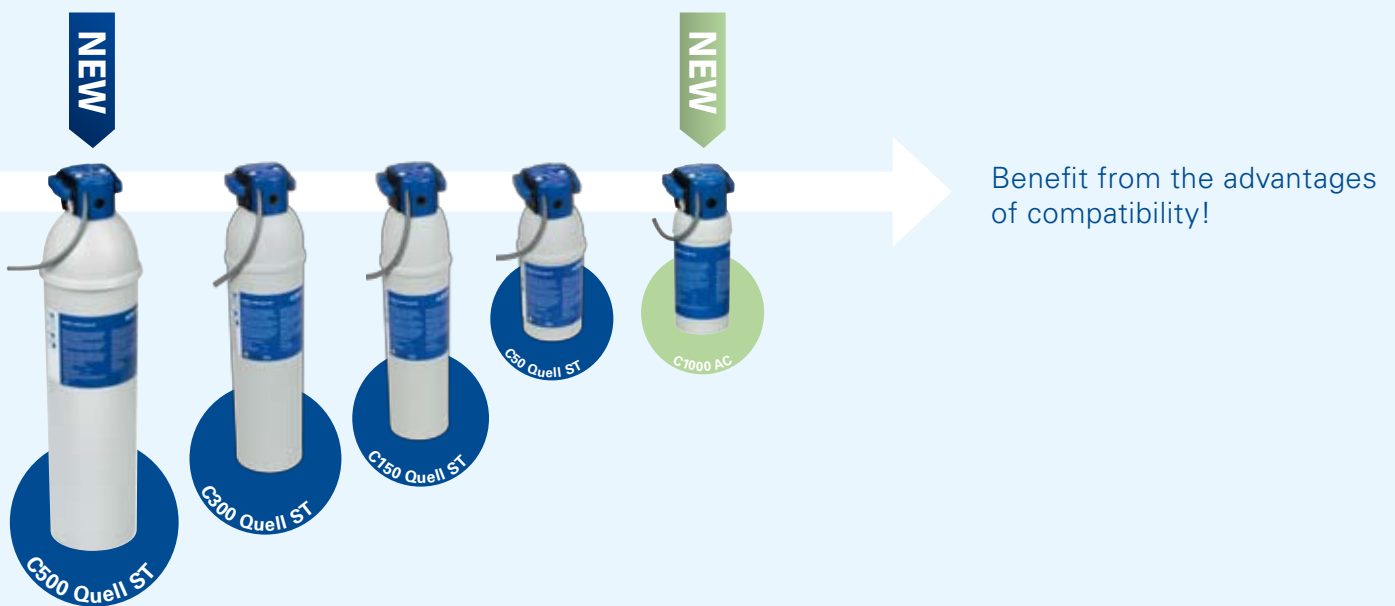 NEW
NEW
Benefit from the advantages
of compatibility!
C50 Quell ST
C1000 AC
C150 Quell ST
C300 Quell ST
C500 Quell ST